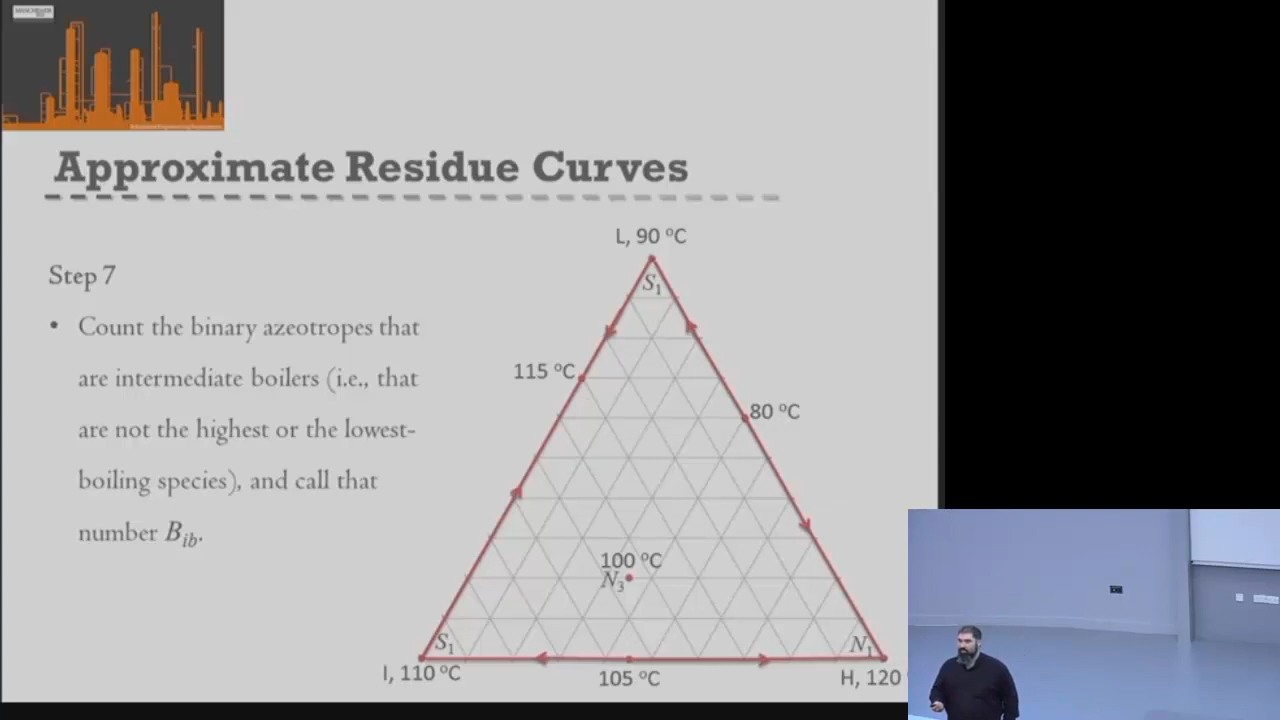 MANCHESTER
Approximate Residue Curves
Step 7
• Count the binary azeotropes that
are intermediate boilers (i.e., that
are not the highest or the lowest-
boiling species), and call that
number B_ib.
L, 90 °C
S₁
115 °C
80 °C
100 °C
N₃
S₁
N₁
I, 110 °C
105 °C
H, 120